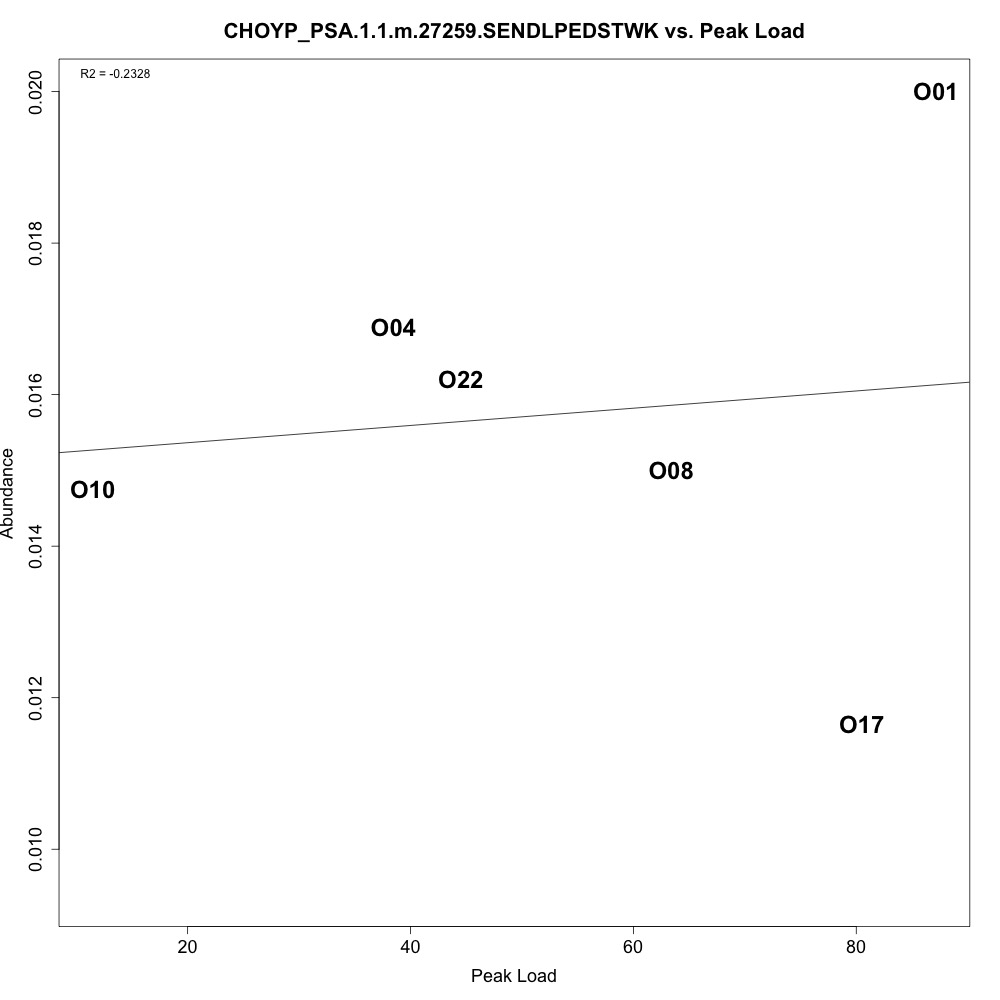 CHOYP_PSA.1.1.m.27259.SENDLPEDSTWK vs. Peak Load
R2 = -0.2328
0.020
O01
0.018
O04
O22
0.016
O08
O10
Abundance
0.014
0.012
O17
0.010
20 40 60 80
Peak Load